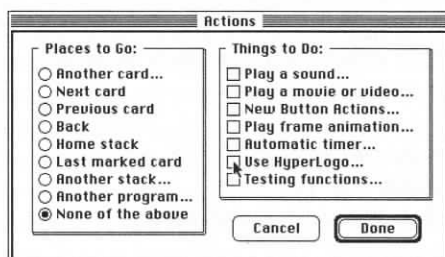 Actions
Places to Go:
Another card...
Next card
Previous card
Back
Home stack
Last marked card
Another stack...
Another program...
None of the above
Things to Do:
Play a sound...
Play a movie or video...
New Button Actions...
Play frame animation...
Automatic timer...
Use HyperLogo...
Testing functions...
Cancel
Done